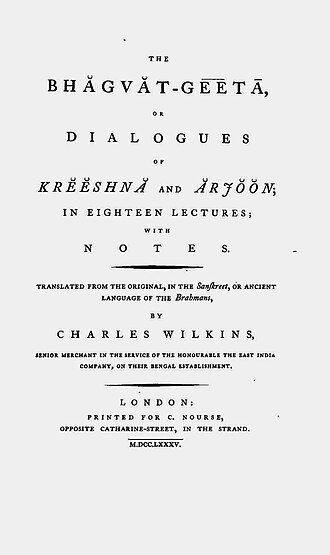 THE
BHĂGVĂT-GĒĒTĀ,
OR
DIALOGUES
OF
KRĔĔSHNĂ AND ĂRJŎŎN;
IN EIGHTEEN LECTURES;
WITH
NOTES.
TRANSLATED FROM THE ORIGINAL, IN THE Sanſkreet, OR ANCIENT
LANGUAGE OF THE Brahmans,
BY
CHARLES WILKINS,
SENIOR MERCHANT IN THE SERVICE OF THE HONOURABLE THE EAST INDIA
COMPANY, ON THEIR BENGAL ESTABLISHMENT.
LONDON:
PRINTED FOR C. NOURSE,
OPPOSITE CATHARINE-STREET, IN THE STRAND.
M.DCC.LXXXV.